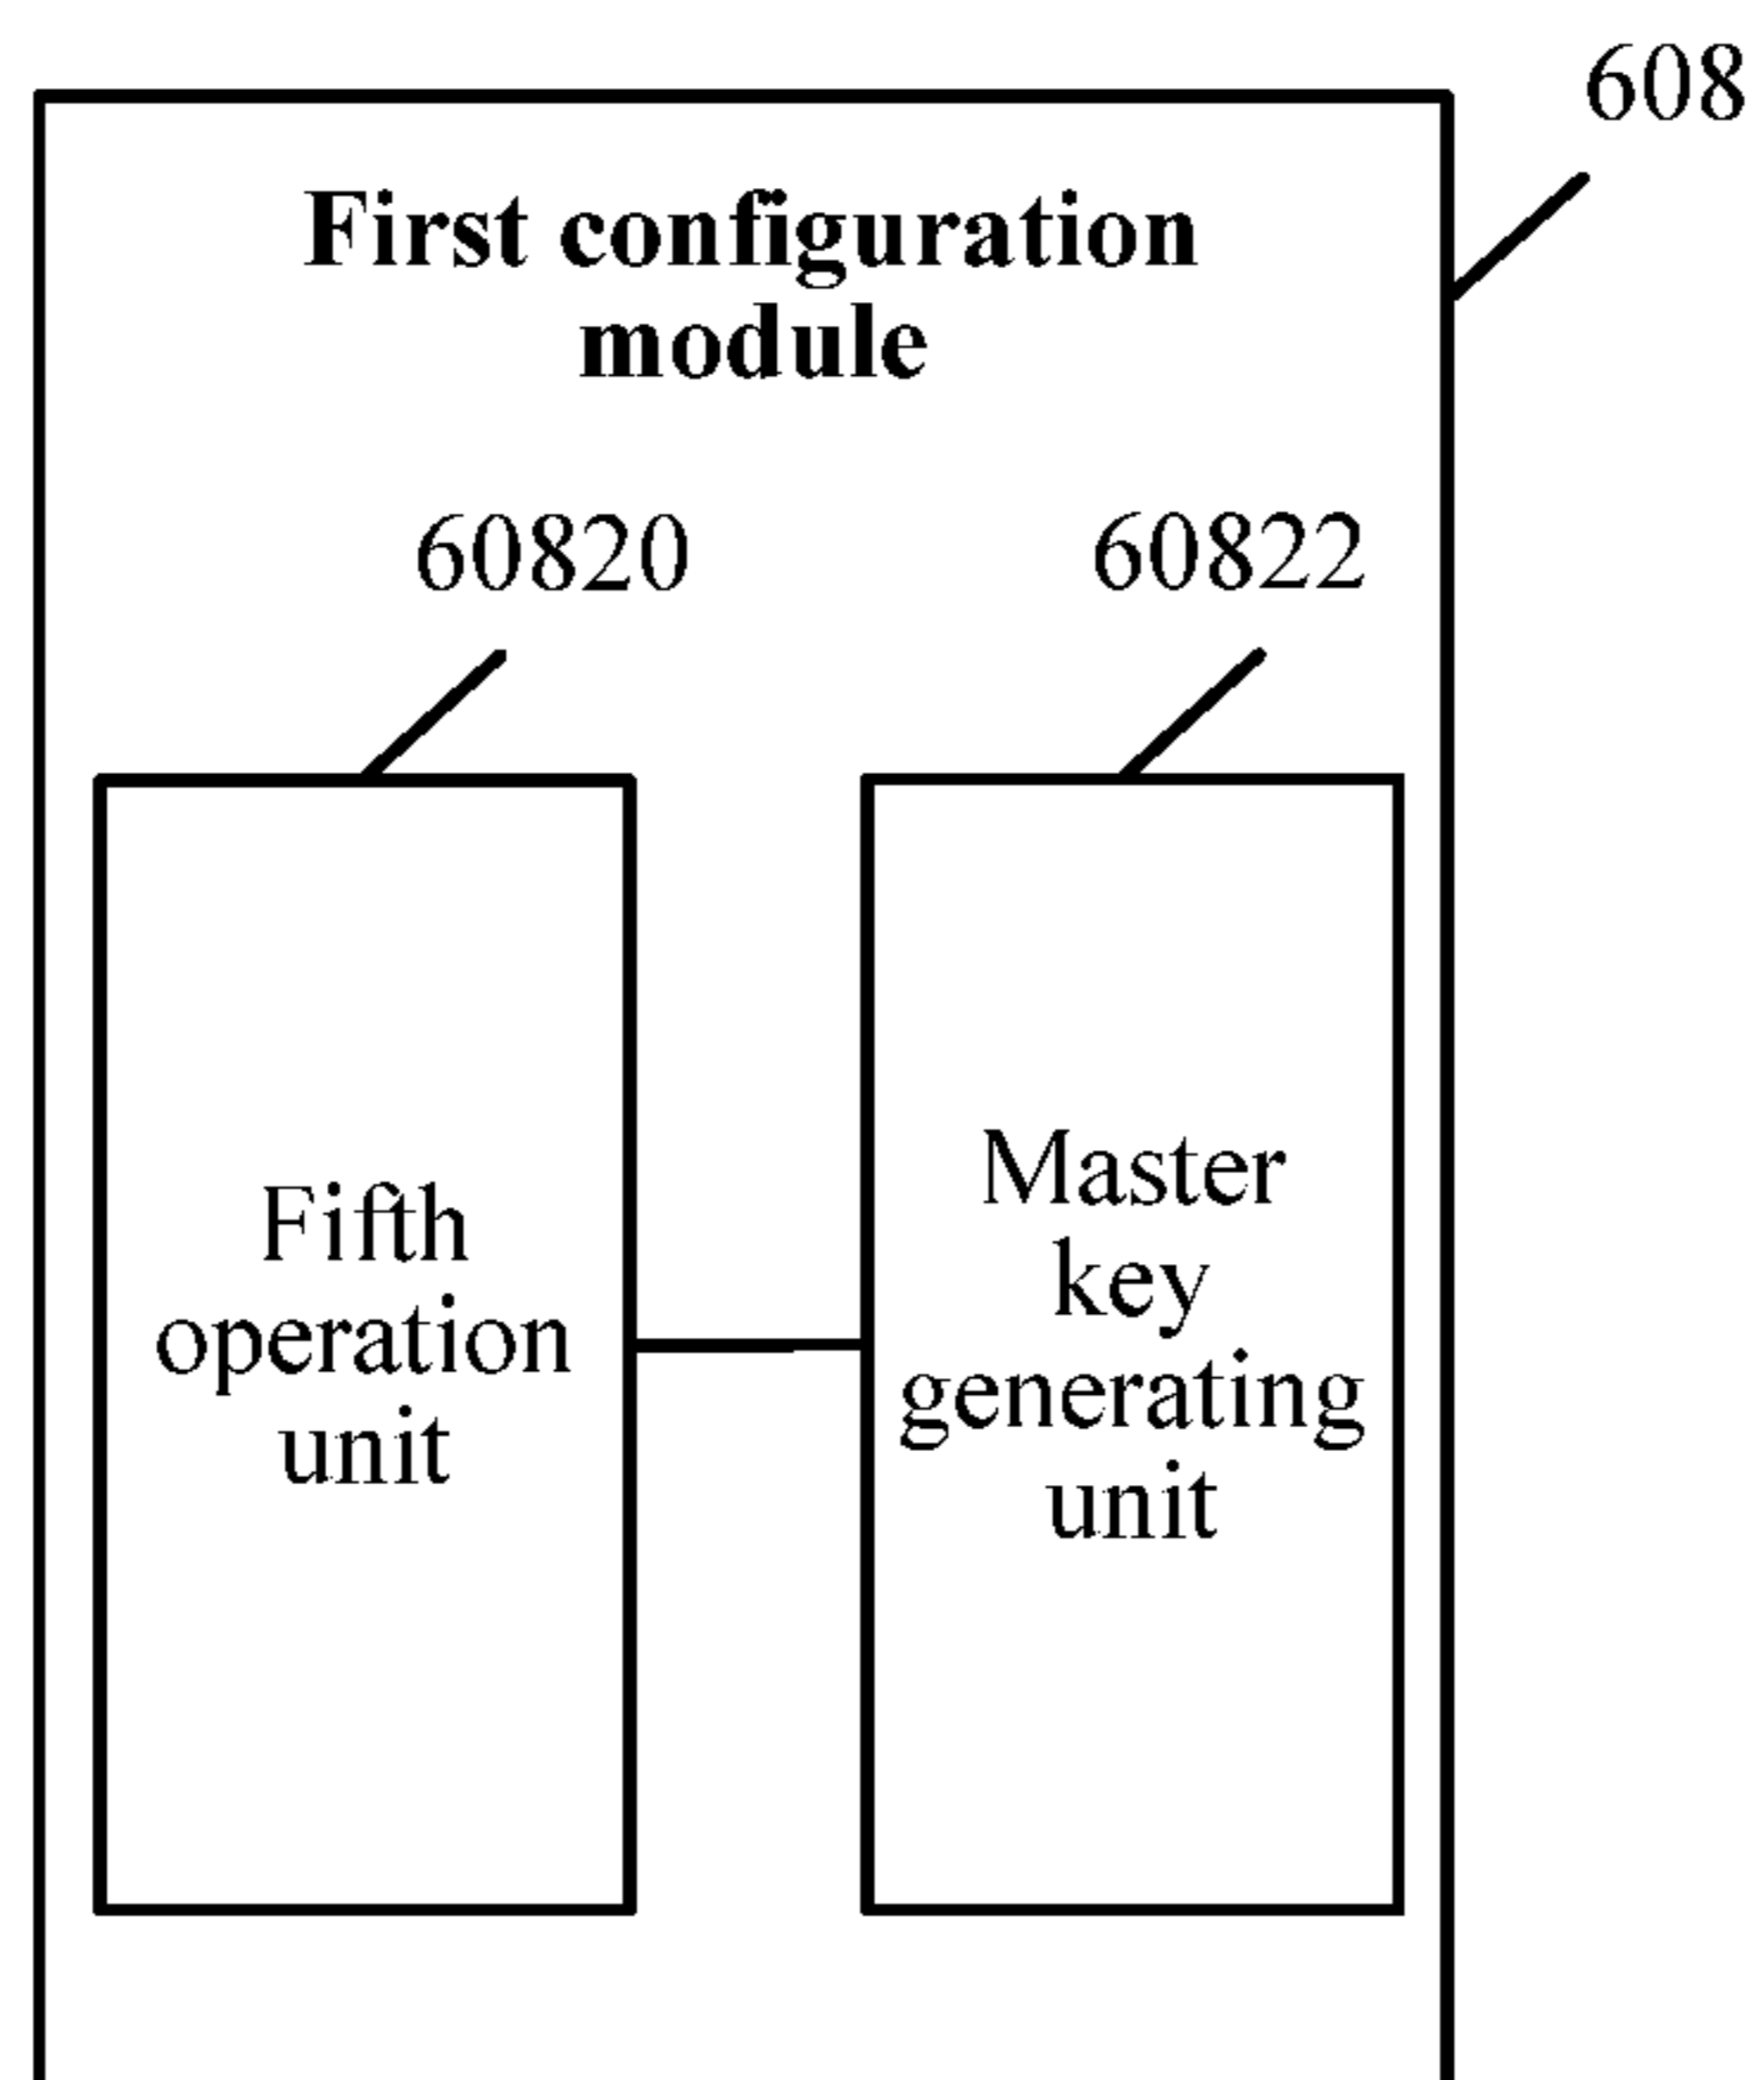 608
First configuration
module
60820
60822
Fifth
operation
unit
Master
key
generating
unit